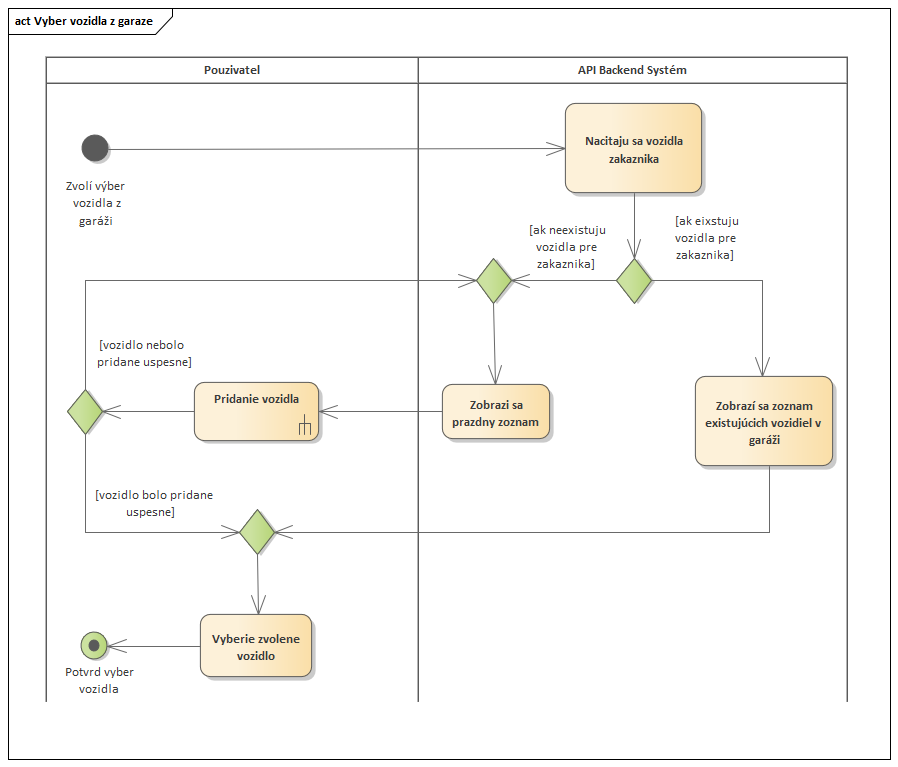 act Vyber vozidla z garaze
Pouzivatel
API Backend Systém
Nacitaju sa vozidla
zakaznika
Zvolí výber
vozidla z
garáži
[ak neexistuju
vozidla pre
zakaznika]
[ak eixstuju
vozidla pre
zakaznika]
[vozidlo nebolo
pridane uspesne]
Pridanie vozidla
Zobrazi sa
prazdny zoznam
Zobrazí sa zoznam
existujúcich vozidiel v
garáži
[vozidlo bolo pridane
uspesne]
Vyberie zvolene
vozidlo
Potvrd vyber
vozidla